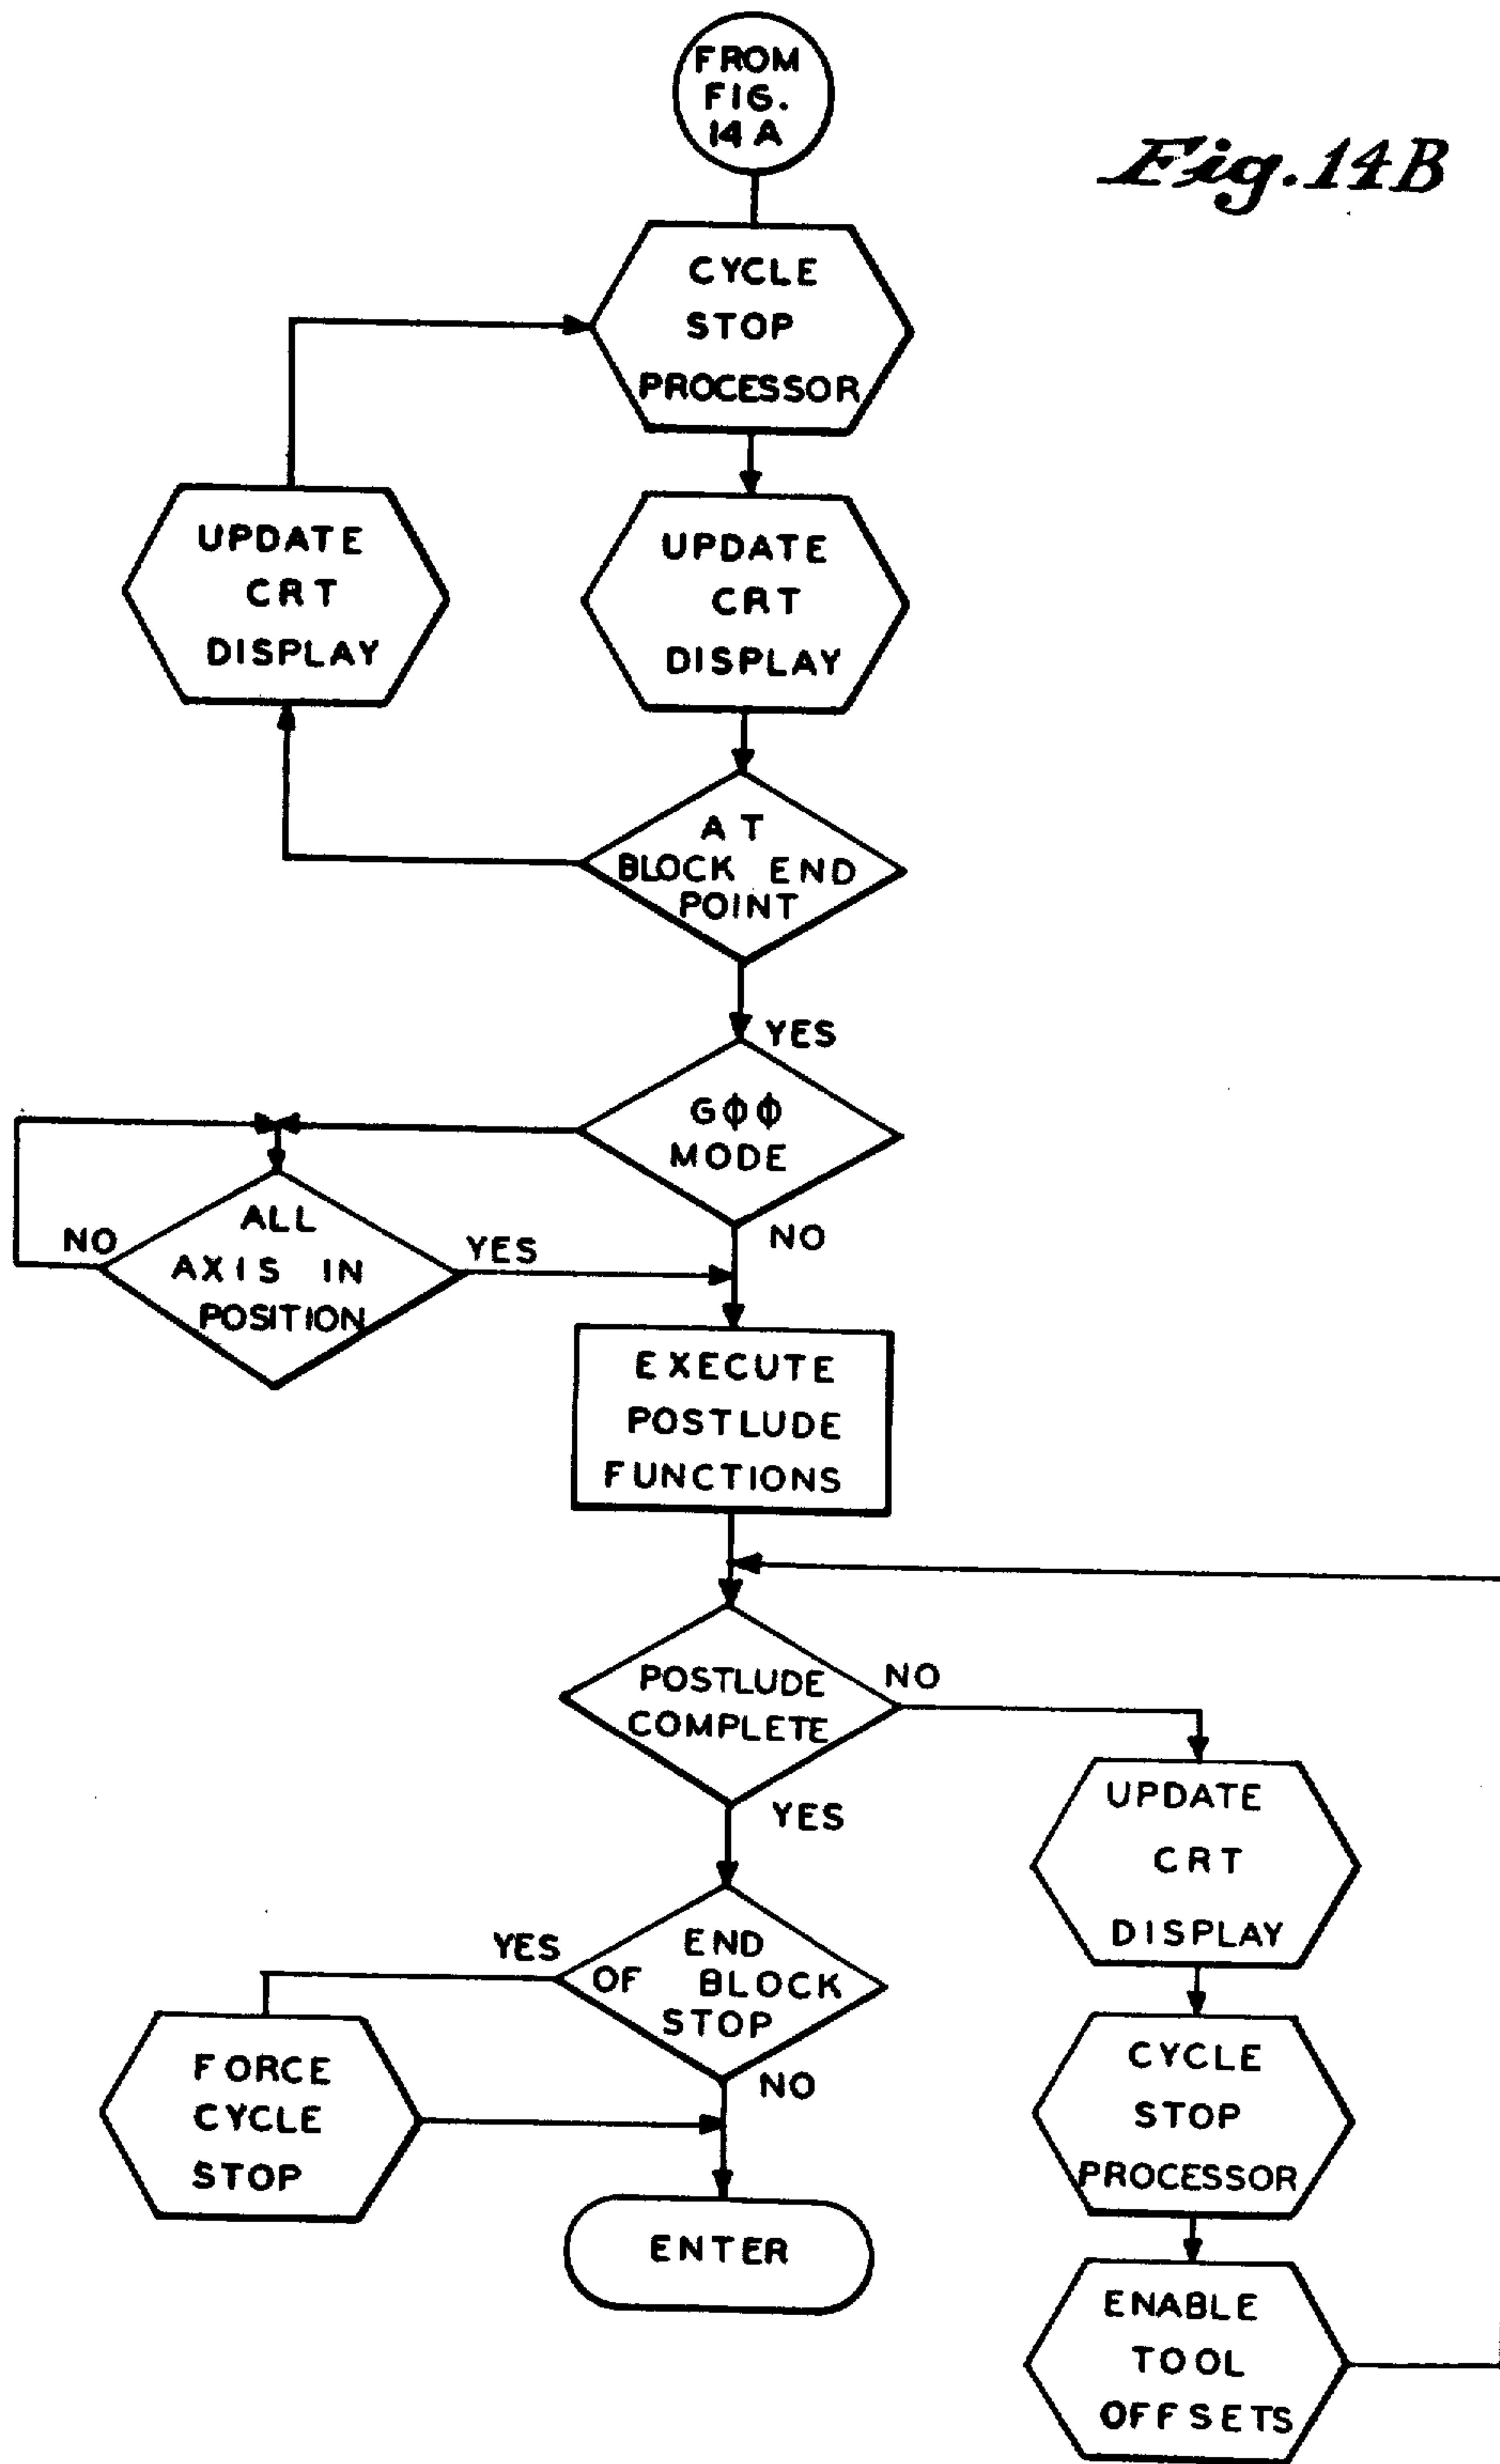 FROM
FIG.
14 A
Fig. 14B
CYCLE
STOP
PROCESSOR
UPDATE
CRT
DISPLAY
UPDATE
CRT
DISPLAY
AT
BLOCK END
POINT
YES
GΦΦ
MODE
NO
ALL
AXIS IN
POSITION
NO
YES
EXECUTE
POSTLUDE
FUNCTIONS
POSTLUDE
COMPLETE
NO
YES
UPDATE
CRT
DISPLAY
END
OF BLOCK
STOP
YES
NO
FORCE
CYCLE
STOP
CYCLE
STOP
PROCESSOR
ENTER
ENABLE
TOOL
OFFSETS